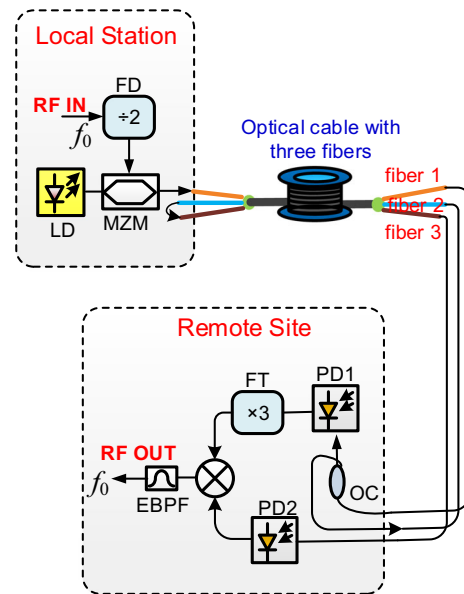 Local Station
FD
RF IN
÷2
f0
LD
MZM
Optical cable with
three fibers
fiber 1
fiber 2
fiber 3
Remote Site
FT
PD1
×3
RF OUT
f0
EBPF
OC
PD2